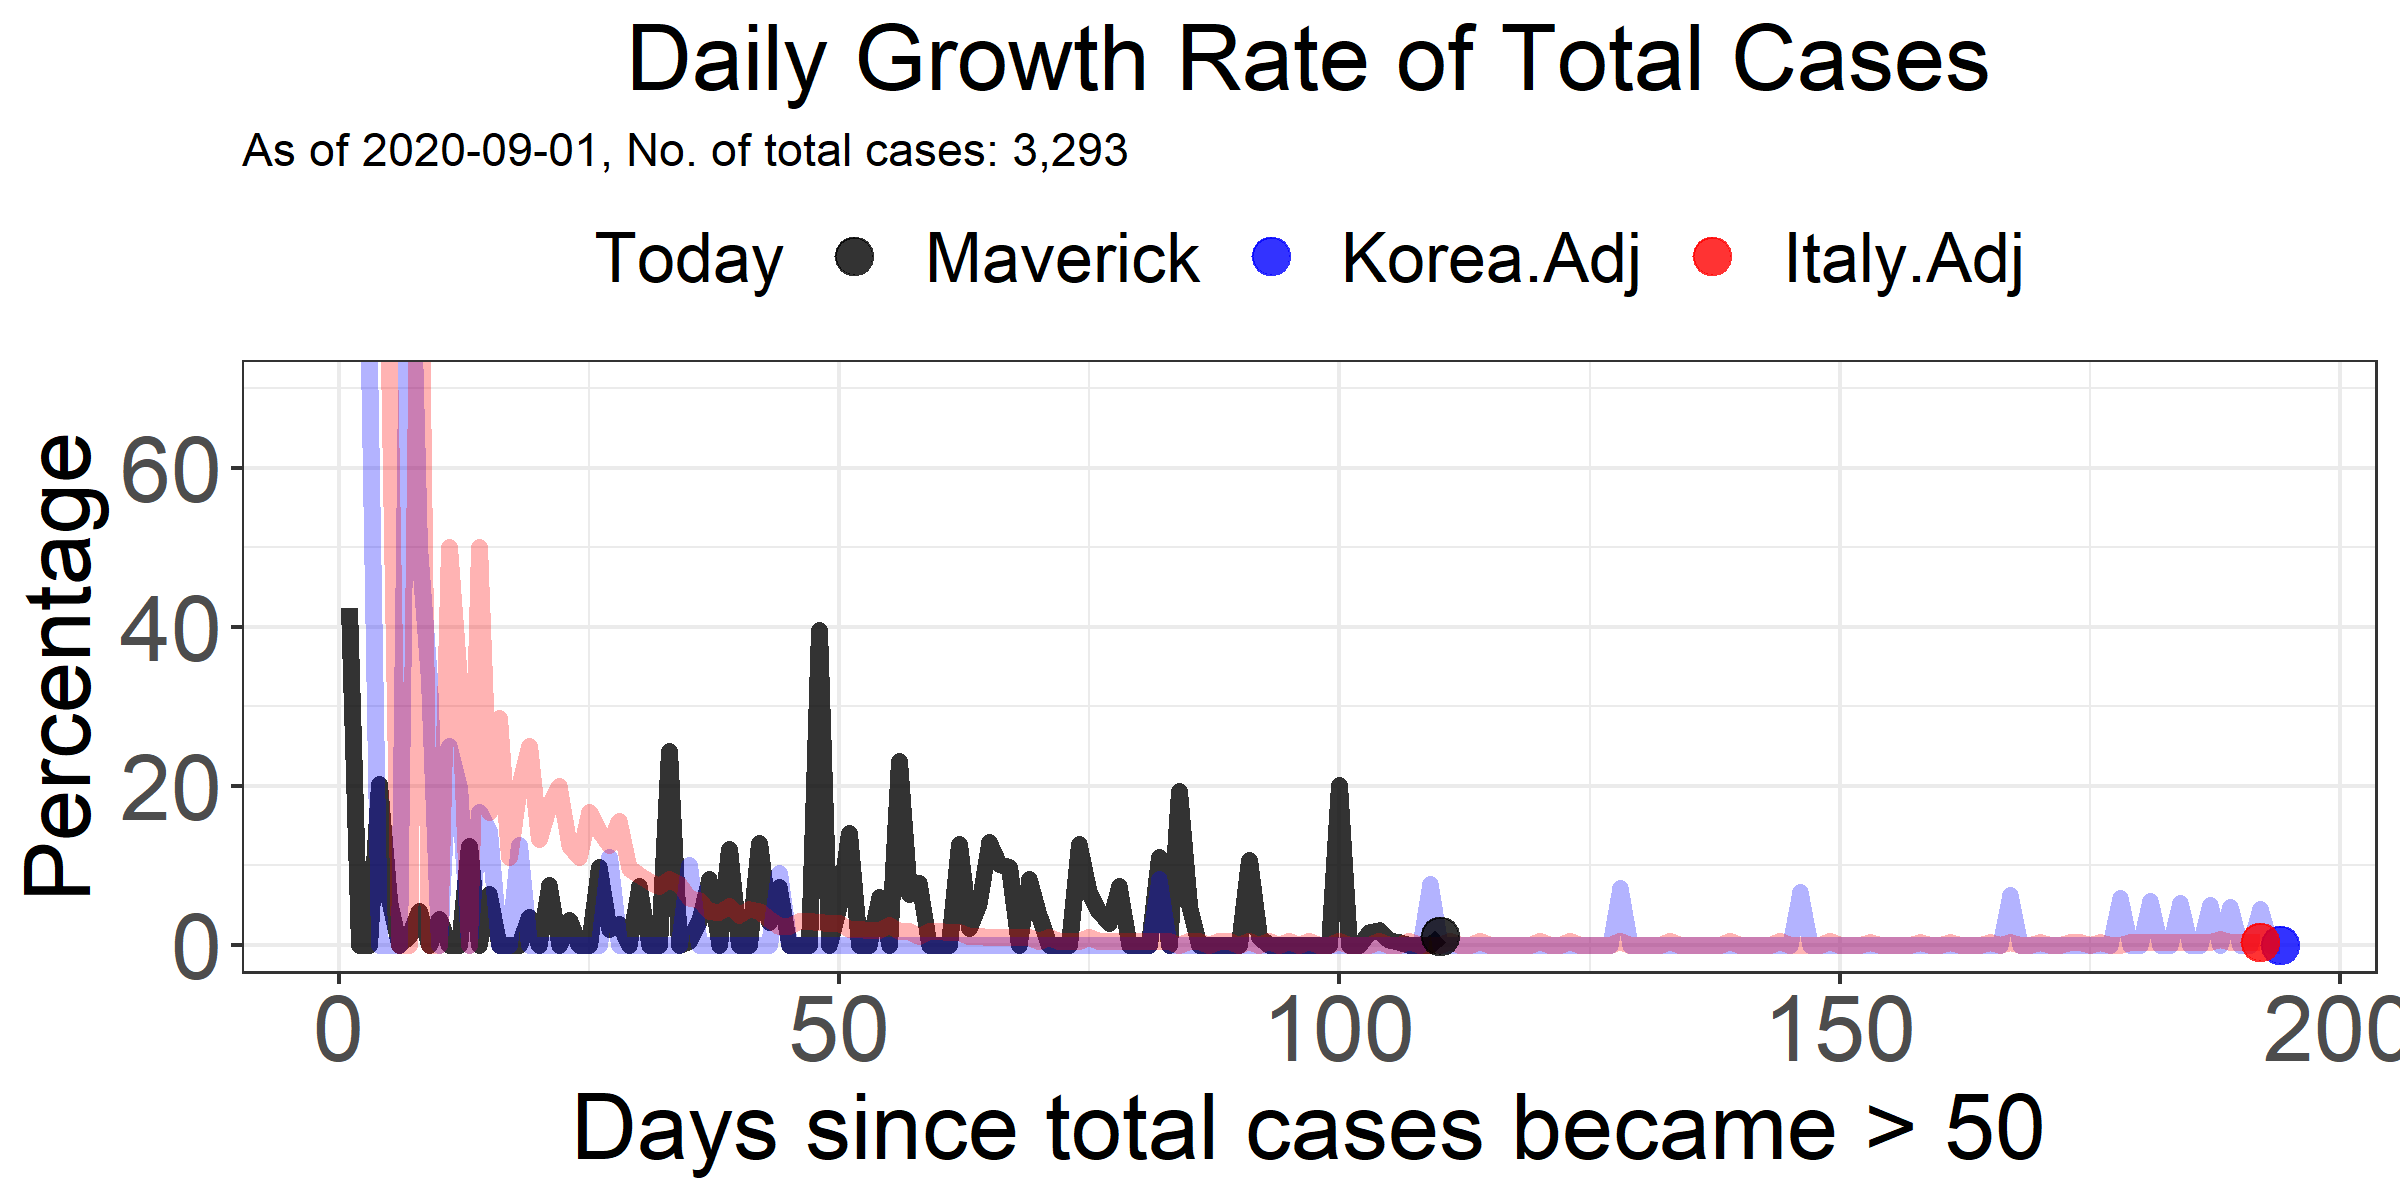 Daily Growth Rate of Total Cases
As of 2020-09-01, No. of total cases: 3,293
Today Maverick Korea.Adj Italy.Adj
Percentage
60
40
20
0
0 50 100 150 200
Days since total cases became > 50